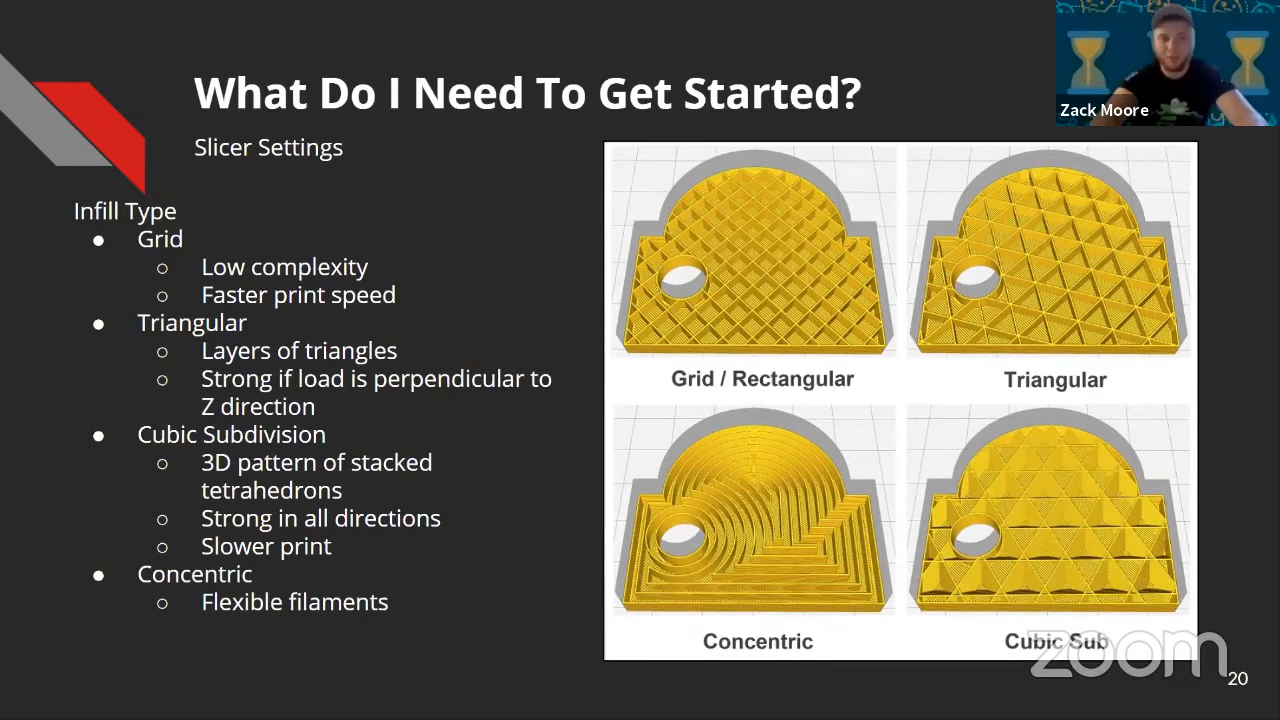 What Do I Need To Get Started?
Zack Moore
Slicer Settings
Infill Type
● Grid
○ Low complexity
○ Faster print speed
● Triangular
○ Layers of triangles
○ Strong if load is perpendicular to
Z direction
● Cubic Subdivision
○ 3D pattern of stacked
tetrahedrons
○ Strong in all directions
○ Slower print
● Concentric
○ Flexible filaments
Grid / Rectangular
Triangular
Concentric
Cubic Sub
zoom
20